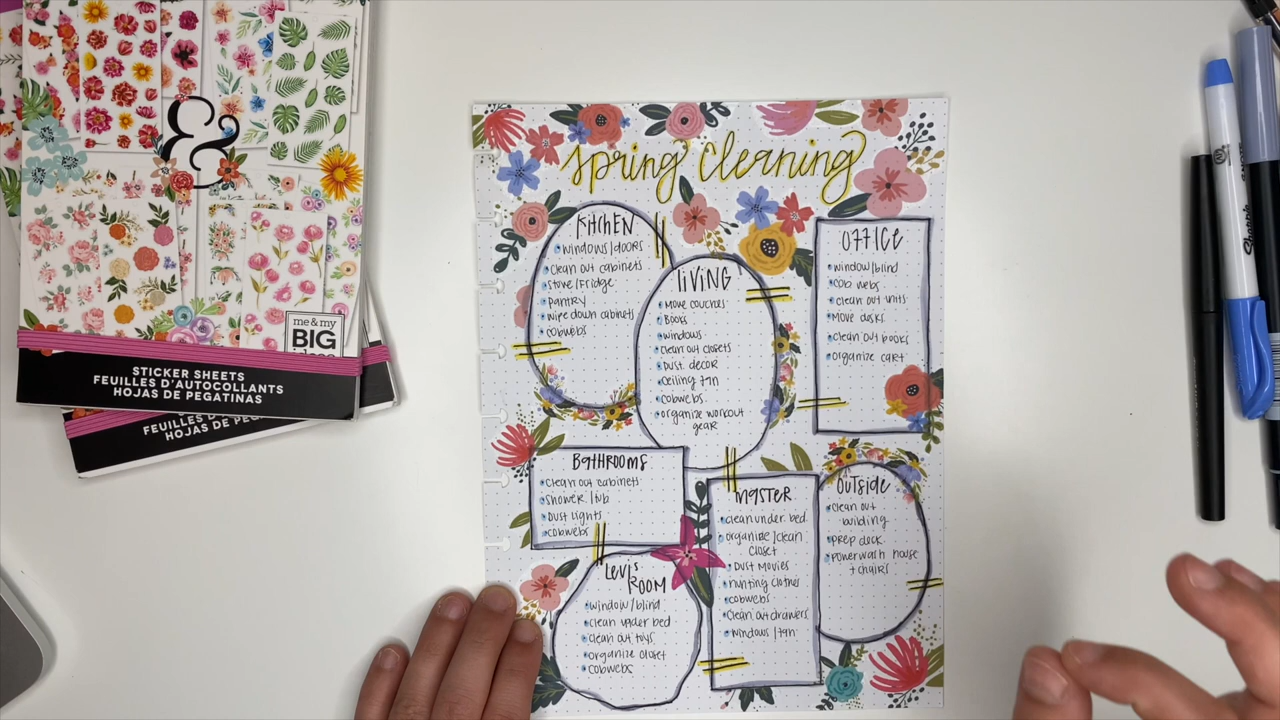 &
me & my
BIG
STICKER SHEETS
FEUILLES D'AUTOCOLLANTS
HOJAS DE PEGATINAS
FEUILLES D'
HOJAS DE PEG
Sharpie
spring cleaning
KITCHEN
windows/doors
clean out cabinets
stove/fridge
pantry
wipe down cabinets
cobwebs
LIVING
Move couches
Books
windows
clean out closets
Dust decor
ceiling fan
cobwebs
organize workout
gear
OFFICE
window/blind
cob webs
clean out units
Move desks
clean out books
organize cart
BATHROOMS
clean out cabinets
shower/tub
Dust lights
cobwebs
MASTER
clean under bed
organize/clean
closet
Dust Movies
hunting clothes
cobwebs
clean out drawers
windows/fan
OUTSIDE
clean out
building
prep dock
powerwash house
+ chairs
Levi's
ROOM
window/blind
clean under bed
clean out toys
organize closet
cobwebs